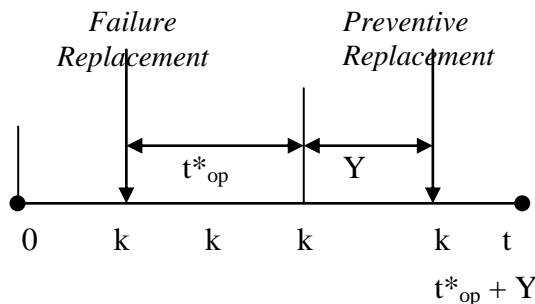 Failure
Replacement
Preventive
Replacement
t*op
Y
0 k k k k t
t*op + Y